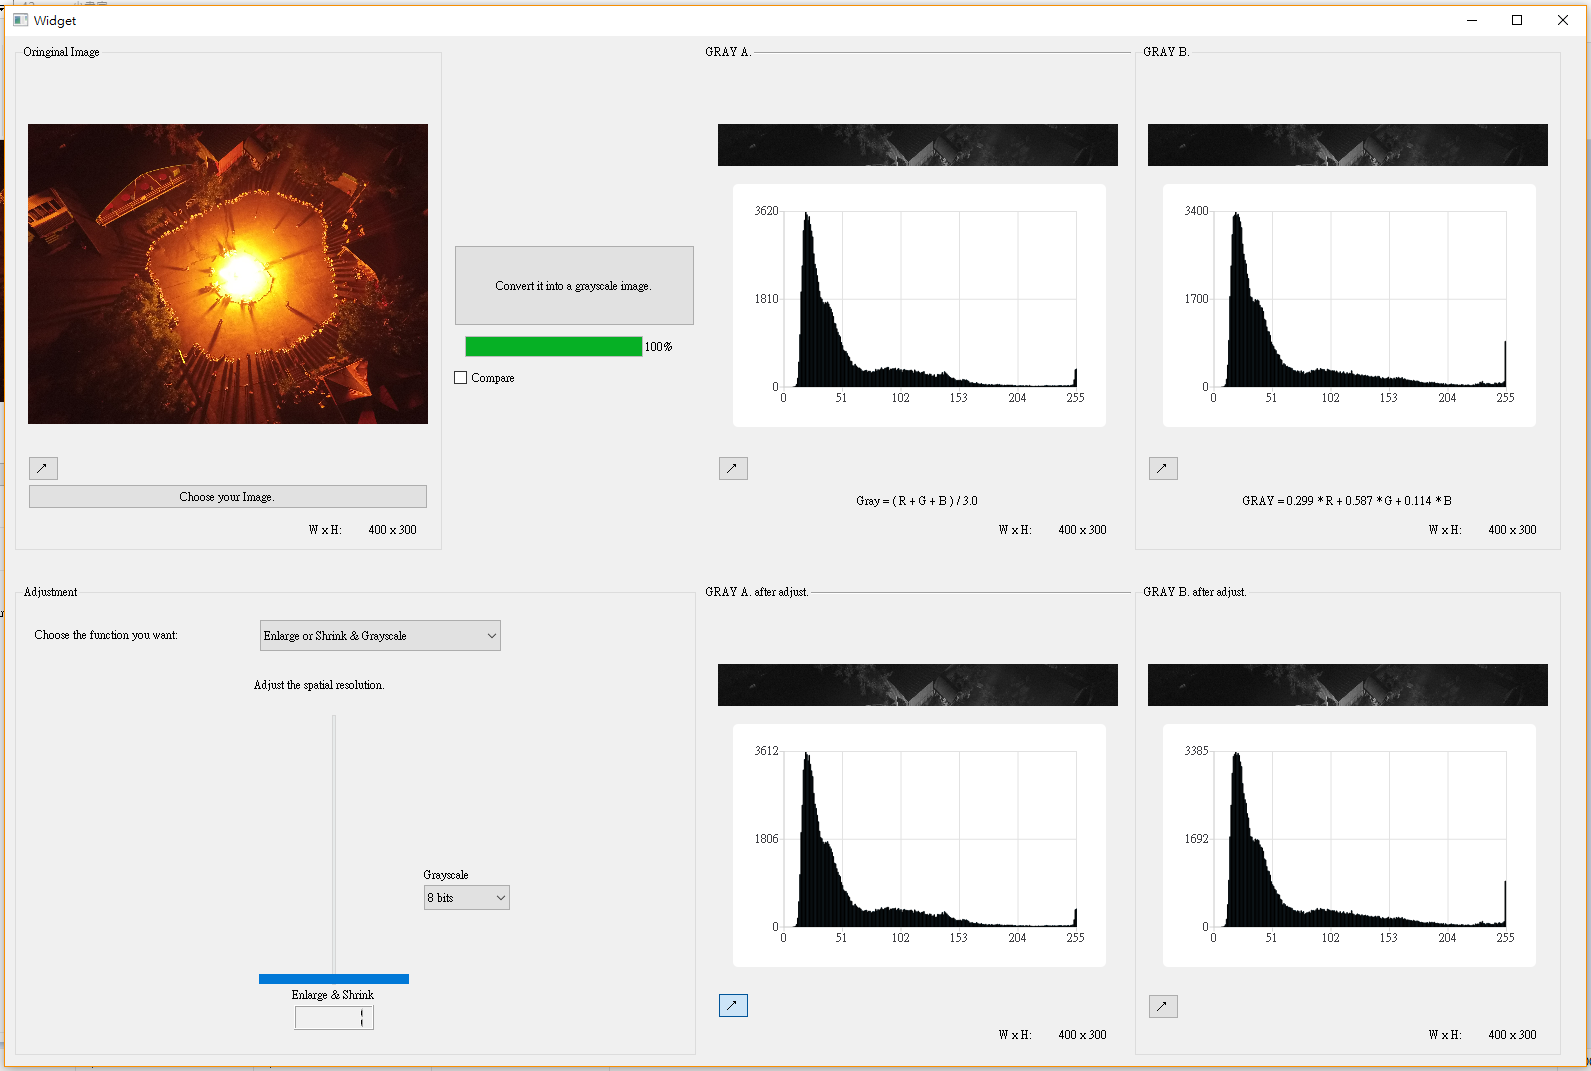 Widget
Oringinal Image
GRAY A.
GRAY B.
3620
1810
0
0 51 102 153 204 255
3400
1700
0
0 51 102 153 204 255
Convert it into a grayscale image.
100%
Compare
Choose your Image.
Gray = ( R + G + B ) / 3.0
GRAY = 0.299 * R + 0.587 * G + 0.114 * B
W x H: 400 x 300
W x H: 400 x 300
W x H: 400 x 300
Adjustment
GRAY A. after adjust.
GRAY B. after adjust.
Choose the function you want:
Enlarge or Shrink & Grayscale
Adjust the spatial resolution.
3612
1806
0
0 51 102 153 204 255
3385
1692
0
0 51 102 153 204 255
Grayscale
8 bits
Enlarge & Shrink
W x H: 400 x 300
W x H: 400 x 300